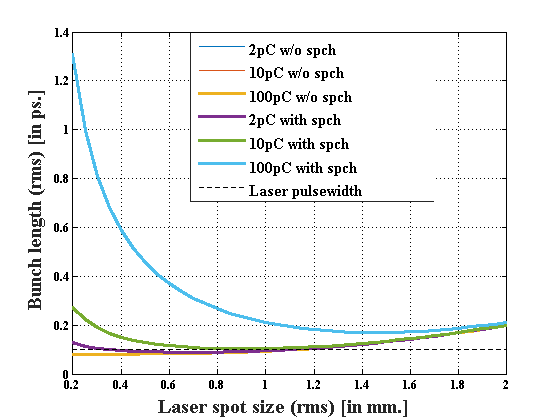 1.4
1.2
1
0.8
0.6
0.4
0.2
0
Bunch length (rms) [in ps.]
2pC w/o spch
10pC w/o spch
100pC w/o spch
2pC with spch
10pC with spch
100pC with spch
Laser pulsewidth
0.2 0.4 0.6 0.8 1 1.2 1.4 1.6 1.8 2
Laser spot size (rms) [in mm.]